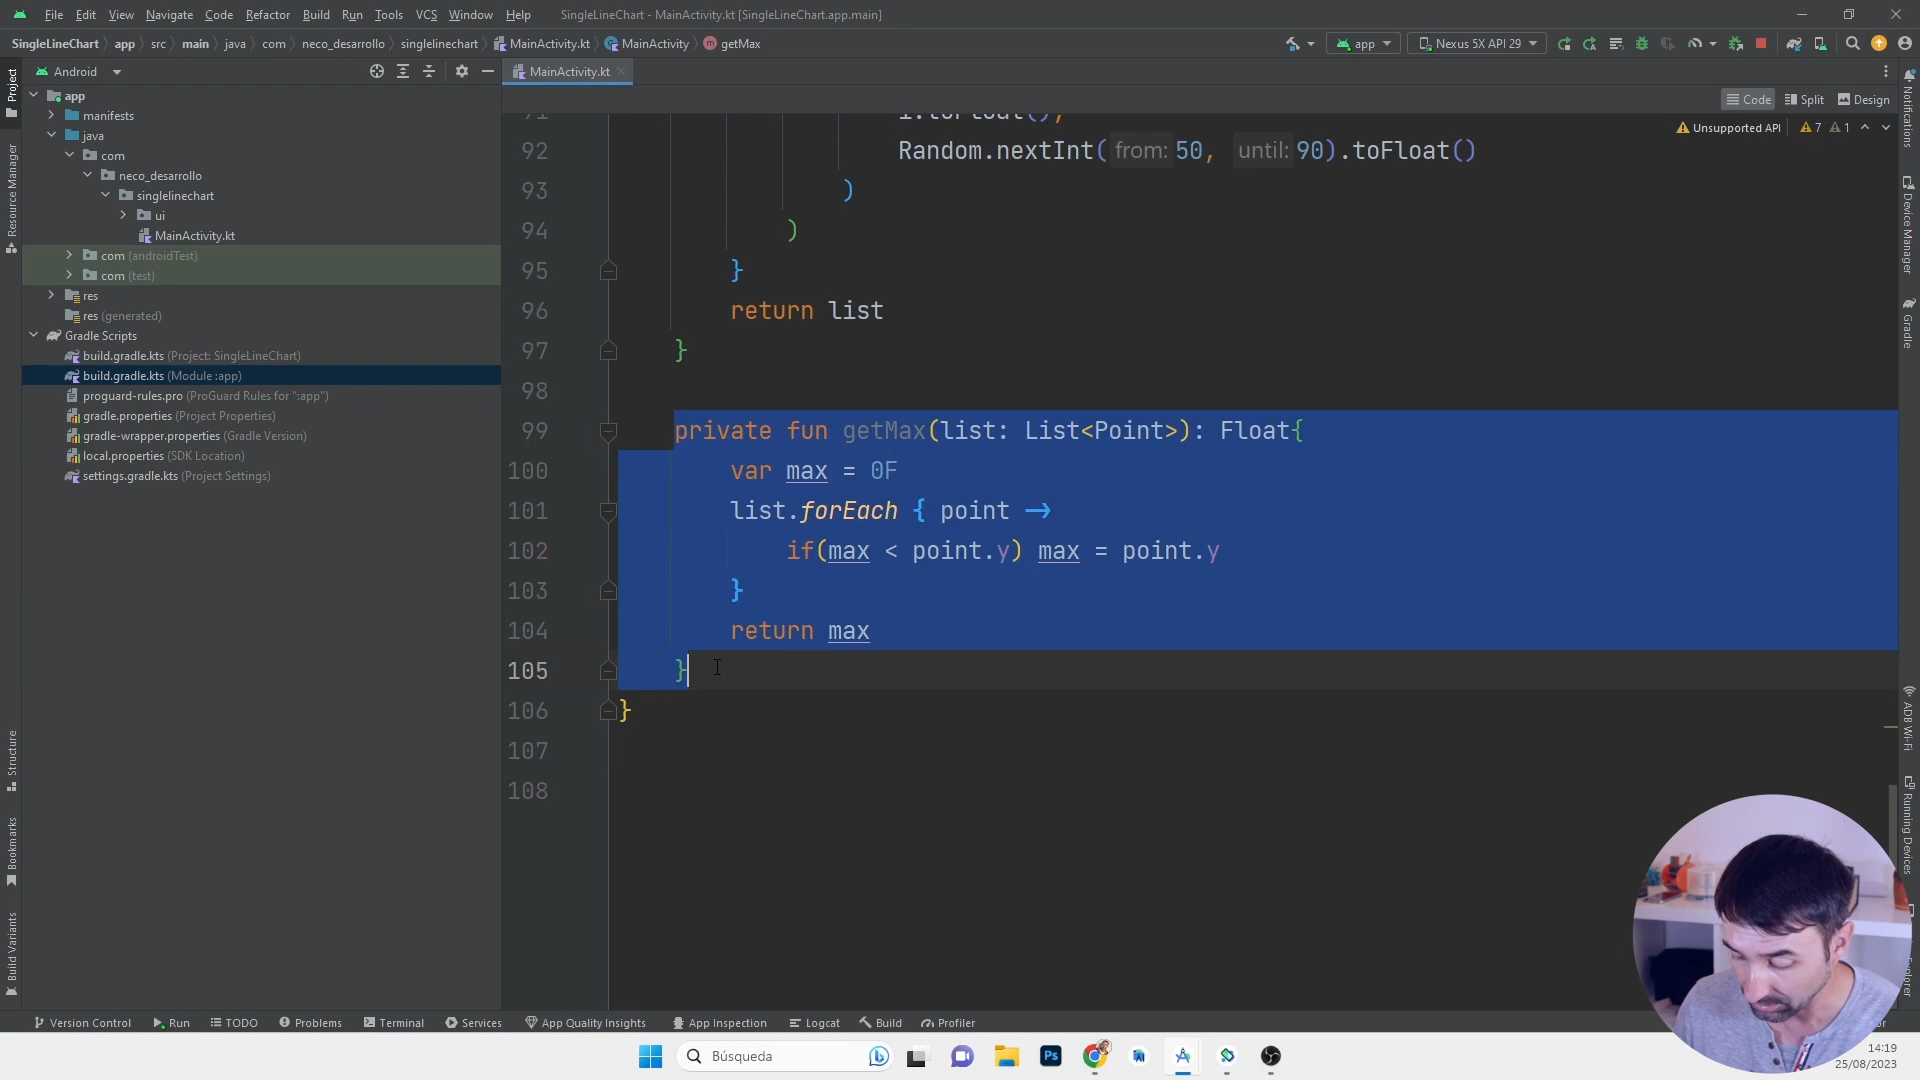 File Edit View Navigate Code Refactor Build Run Tools VCS Window Help SingleLineChart - MainActivity.kt [SingleLineChart.app.main]
SingleLineChart app src main java com neco_desarrollo singlelinechart MainActivity.kt MainActivity getMax app Nexus 5X API 29
Android
MainActivity.kt
Code Split Design
Unsupported API 7 1
app
manifests
java
com
neco_desarrollo
singlelinechart
ui
MainActivity.kt
com (androidTest)
com (test)
res
res (generated)
Gradle Scripts
build.gradle.kts (Project: SingleLineChart)
build.gradle.kts (Module :app)
proguard-rules.pro (ProGuard Rules for ":app")
gradle.properties (Project Properties)
gradle-wrapper.properties (Gradle Version)
local.properties (SDK Location)
settings.gradle.kts (Project Settings)
Project
Resource Manager
Structure
Bookmarks
Build Variants
91 i.toFloat(),
92 Random.nextInt( from: 50, until: 90).toFloat()
93 )
94 )
95 }
96 return list
97 }
98
99 private fun getMax(list: List<Point>): Float{
100 var max = 0F
101 list.forEach { point ->
102 if(max < point.y) max = point.y
103 }
104 return max
105 }
106 }
107
108
Notifications
Device Manager
Gradle
ADB Wi-Fi
Running Devices
Version Control Run TODO Problems Terminal Services App Quality Insights App Inspection Logcat Build Profiler
Búsqueda
Ps
14:19
25/08/2023